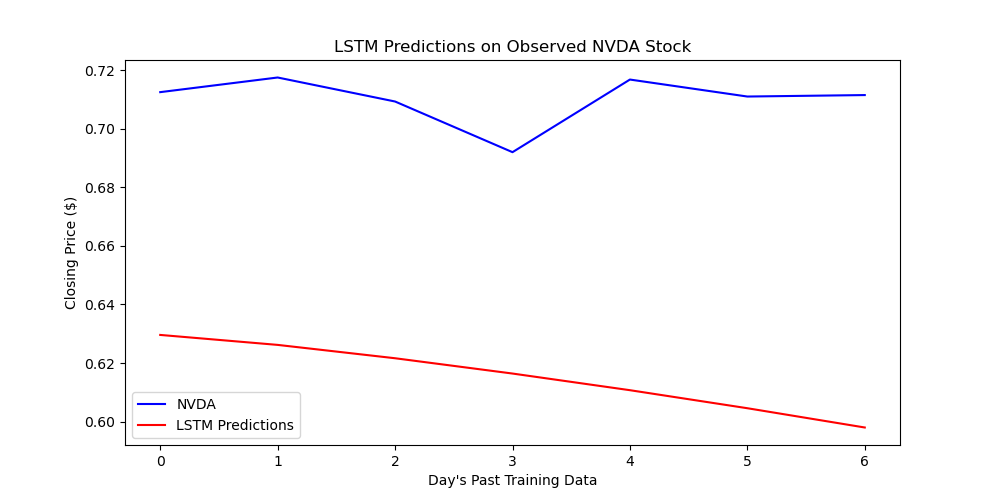 LSTM Predictions on Observed NVDA Stock
Closing Price ($)
0.72
0.70
0.68
0.66
0.64
0.62
0.60
NVDA
LSTM Predictions
0 1 2 3 4 5 6
Day's Past Training Data